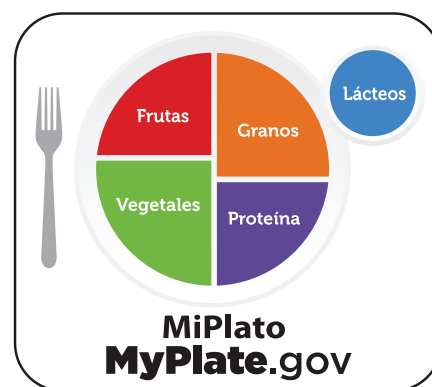 Lácteos
Frutas
Granos
Vegetales
Proteína
MiPlato
MyPlate.gov